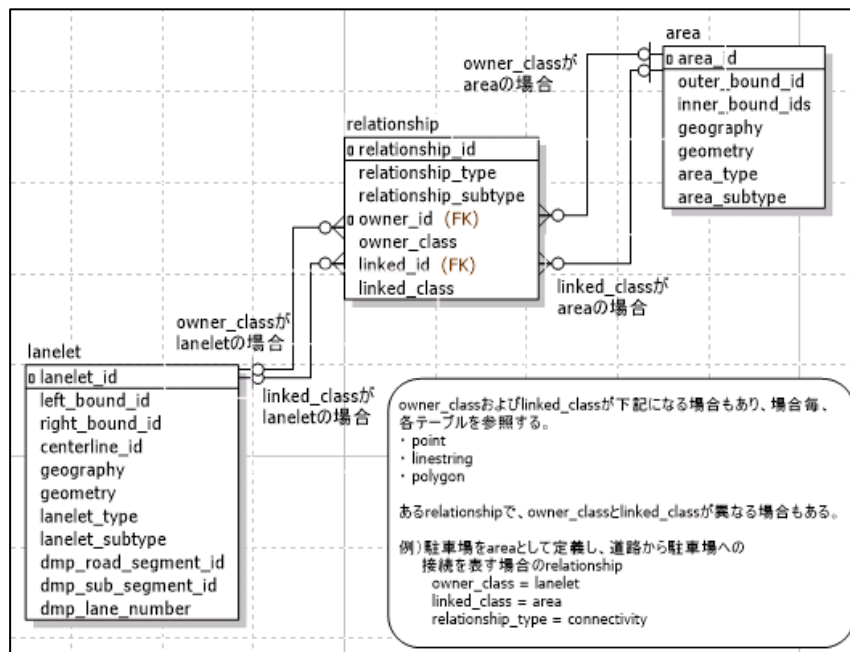 area
area_id
outer_bound_id
inner_bound_ids
geography
geometry
area_type
area_subtype
owner_classが
areaの場合
relationship
relationship_id
relationship_type
relationship_subtype
owner_id (FK)
owner_class
linked_id (FK)
linked_class
linked_classが
areaの場合
owner_classが
laneletの場合
lanelet
lanelet_id
left_bound_id
right_bound_id
centerline_id
geography
geometry
lanelet_type
lanelet_subtype
dmp_road_segment_id
dmp_sub_segment_id
dmp_lane_number
linked_classが
laneletの場合
owner_classおよびlinked_classが下記になる場合もあり、場合毎、
各テーブルを参照する。
・point
・linestring
・polygon
あるrelationshipで、owner_classとlinked_classが異なる場合もある。
例）駐車場をareaとして定義し、道路から駐車場への
接続を表す場合のrelationship
owner_class = lanelet
linked_class = area
relationship_type = connectivity